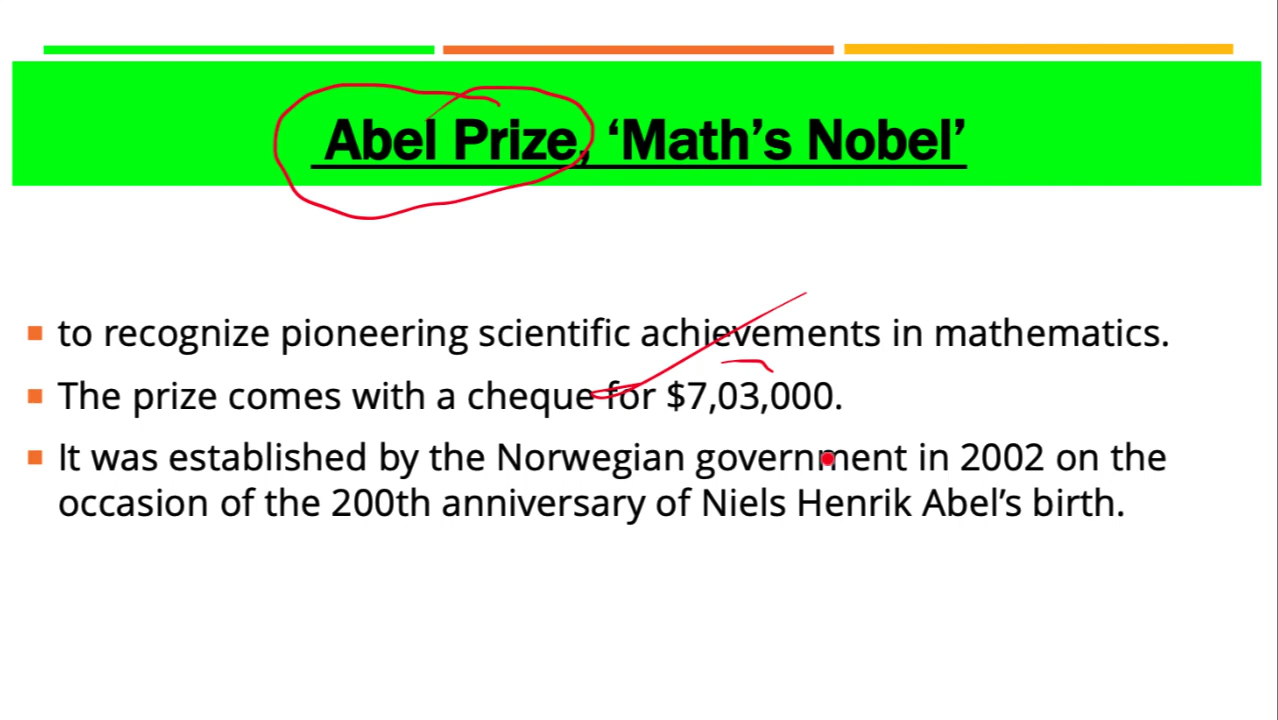 Abel Prize, ‘Math’s Nobel’
to recognize pioneering scientific achievements in mathematics.
The prize comes with a cheque for $7,03,000.
It was established by the Norwegian government in 2002 on the
occasion of the 200th anniversary of Niels Henrik Abel’s birth.